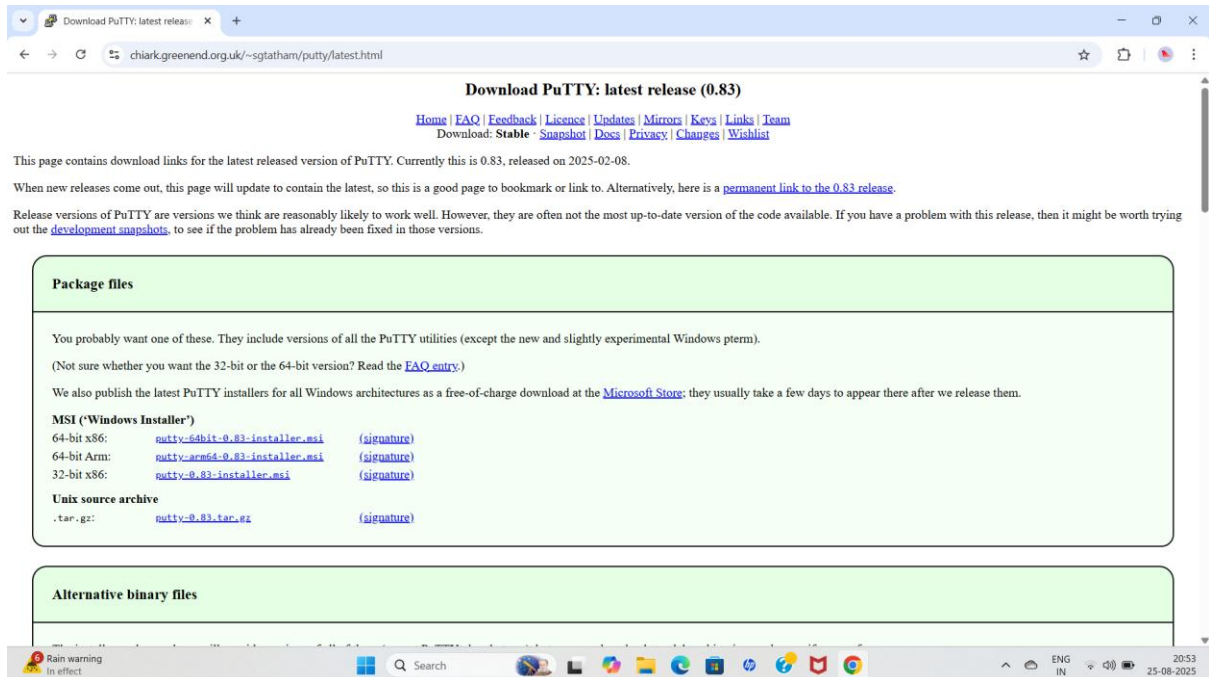 Download PuTTY: latest release
chiark.greenend.org.uk/~sgtatham/putty/latest.html
Download PuTTY: latest release (0.83)
Home | FAQ | Feedback | Licence | Updates | Mirrors | Keys | Links | Team
Download: Stable · Snapshot | Docs | Privacy | Changes | Wishlist
This page contains download links for the latest released version of PuTTY. Currently this is 0.83, released on 2025-02-08.
When new releases come out, this page will update to contain the latest, so this is a good page to bookmark or link to. Alternatively, here is a permanent link to the 0.83 release.
Release versions of PuTTY are versions we think are reasonably likely to work well. However, they are often not the most up-to-date version of the code available. If you have a problem with this release, then it might be worth trying
out the development snapshots, to see if the problem has already been fixed in those versions.
Package files
You probably want one of these. They include versions of all the PuTTY utilities (except the new and slightly experimental Windows pterm).
(Not sure whether you want the 32-bit or the 64-bit version? Read the FAQ entry.)
We also publish the latest PuTTY installers for all Windows architectures as a free-of-charge download at the Microsoft Store; they usually take a few days to appear there after we release them.
MSI (‘Windows Installer’)
64-bit x86: putty-64bit-0.83-installer.msi (signature)
64-bit Arm: putty-arm64-0.83-installer.msi (signature)
32-bit x86: putty-0.83-installer.msi (signature)
Unix source archive
.tar.gz: putty-0.83.tar.gz (signature)
Alternative binary files
6
Rain warning
In effect
Search
ENG
IN
20:53
25-08-2025